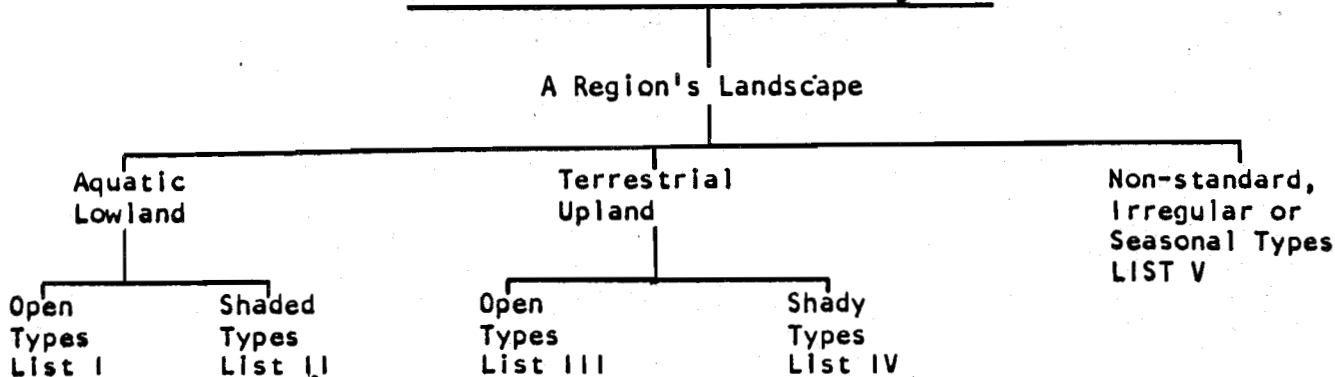 A Region's Landscape
Aquatic
Lowland
Terrestrial
Upland
Non-standard,
Irregular or
Seasonal Types
LIST V
Open
Types
List I
Shaded
Types
List II
Open
Types
List III
Shady
Types
List IV